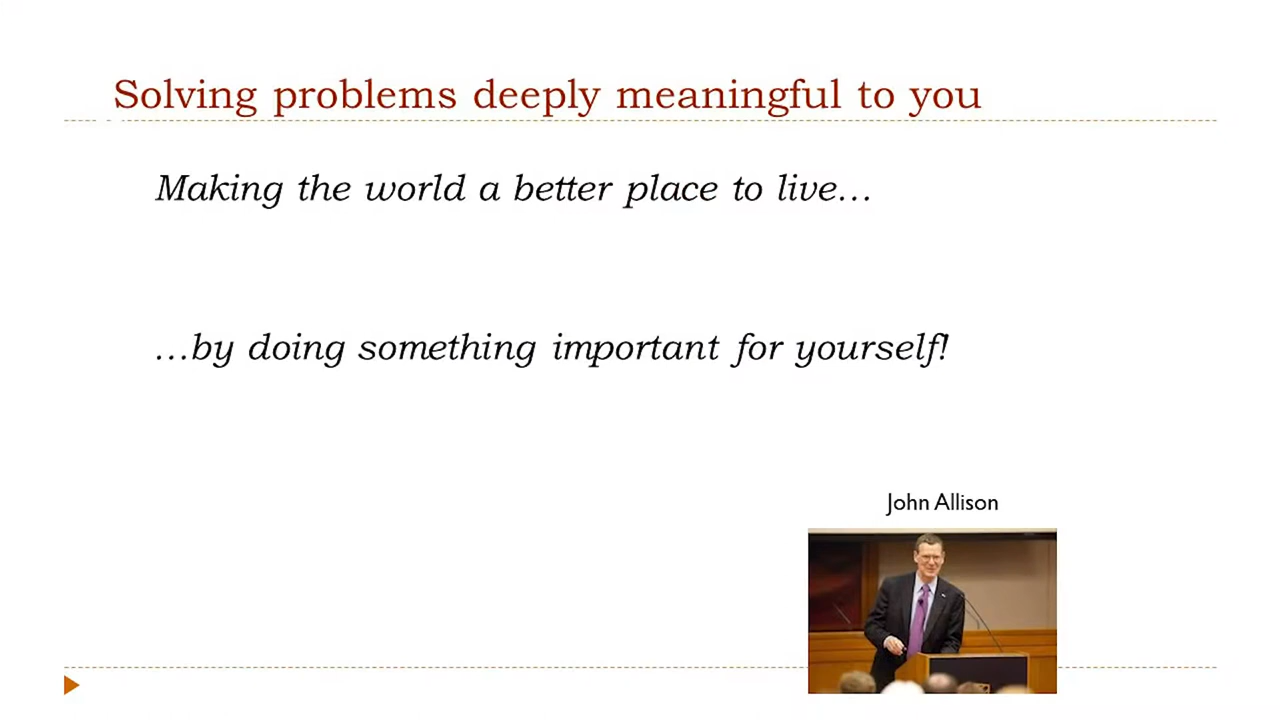 Solving problems deeply meaningful to you
Making the world a better place to live…
…by doing something important for yourself!
John Allison